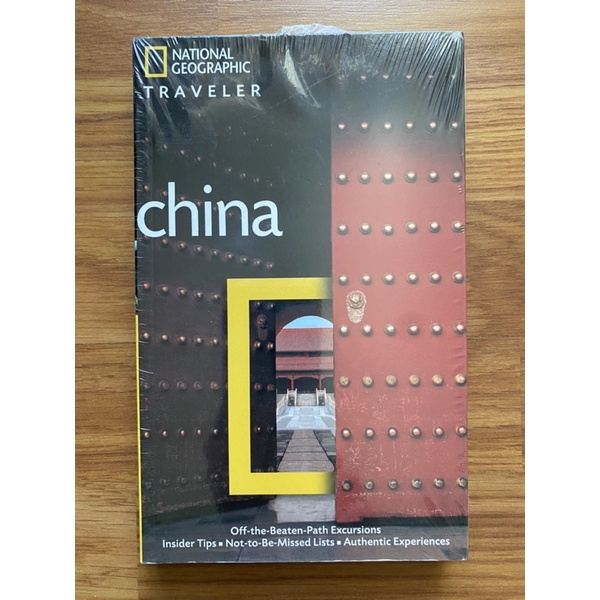 NATIONAL
GEOGRAPHIC
TRAVELER
china
Off-the-Beaten-Path Excursions
Insider Tips ■ Not-to-Be-Missed Lists ■ Authentic Experiences